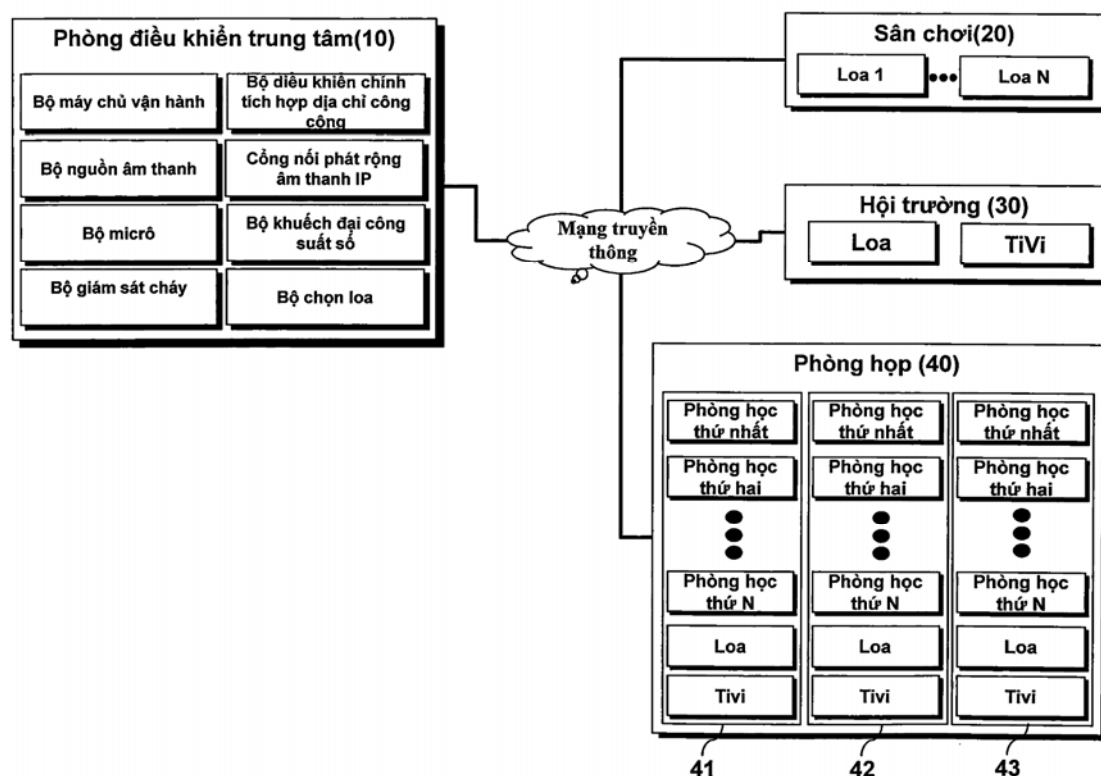 Phòng điều khiển trung tâm(10)
Bộ máy chủ vận hành
Bộ diều khiên chính
tích hợp dịa chỉ công
công
Bộ nguồn âm thanh
Cổng nối phát rộng
âm thanh IP
Bộ micrô
Bộ khuếch đại công
suất số
Bộ giám sát cháy
Bộ chọn loa
Mạng truyền
thông
Sân chơi(20)
Loa 1
Loa N
Hội trường (30)
Loa
TiVi
Phòng họp (40)
Phòng học
thứ nhất
Phòng học
thứ hai
Phòng học
thứ N
Loa
Tivi
Phòng học
thứ nhất
Phòng học
thứ hai
Phòng học
thứ N
Loa
Tivi
Phòng học
thứ nhất
Phòng học
thứ hai
Phòng học
thứ N
Loa
Tivi
41
42
43